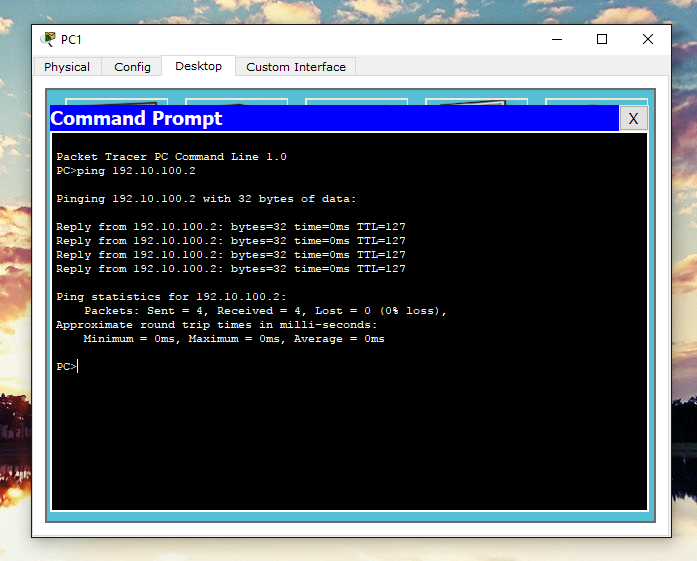 PC1
Physical Config Desktop Custom Interface
Command Prompt X
Packet Tracer PC Command Line 1.0
PC>ping 192.10.100.2
Pinging 192.10.100.2 with 32 bytes of data:
Reply from 192.10.100.2: bytes=32 time=0ms TTL=127
Reply from 192.10.100.2: bytes=32 time=0ms TTL=127
Reply from 192.10.100.2: bytes=32 time=0ms TTL=127
Reply from 192.10.100.2: bytes=32 time=0ms TTL=127
Ping statistics for 192.10.100.2:
Packets: Sent = 4, Received = 4, Lost = 0 (0% loss),
Approximate round trip times in milli-seconds:
Minimum = 0ms, Maximum = 0ms, Average = 0ms
PC>